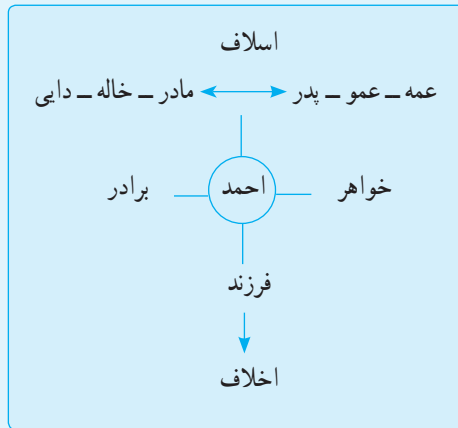 اسلاف
عمه – عمو – پدر مادر – خاله – دایی
خواهر احمد برادر
فرزند
اخلاف